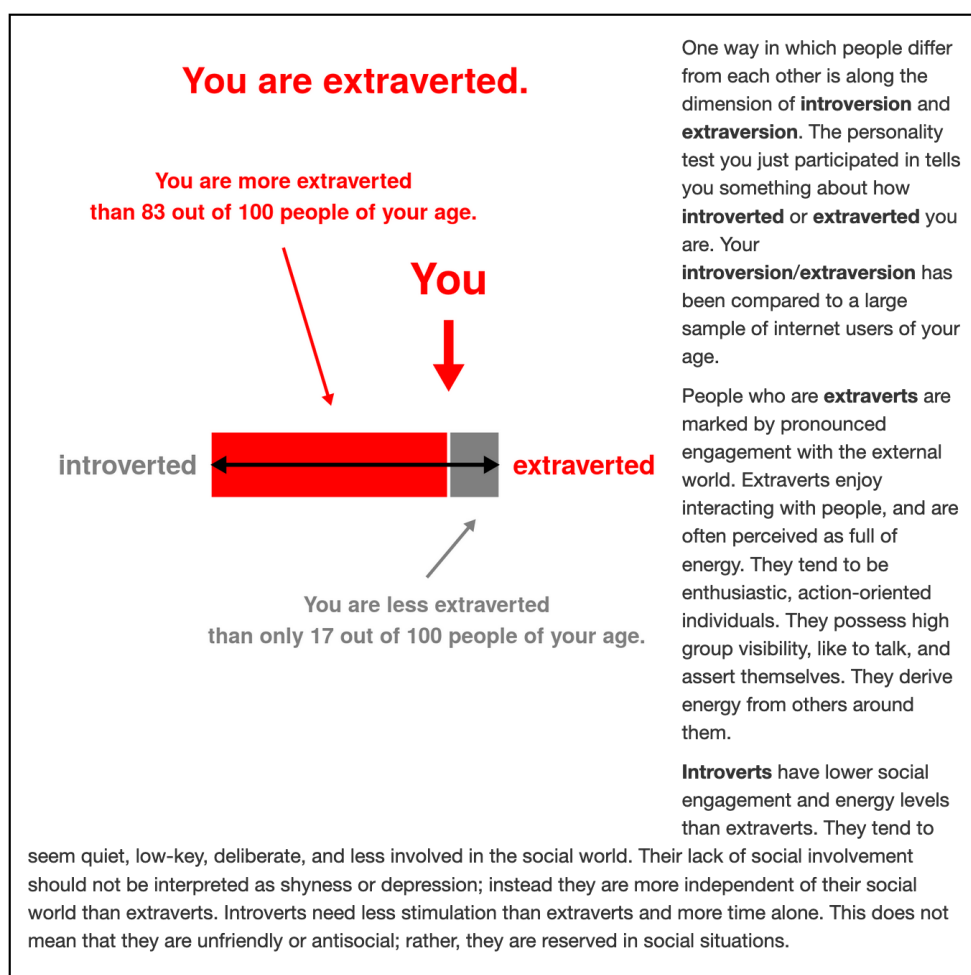 You are extraverted.
You are more extraverted
than 83 out of 100 people of your age.
You
introverted
extraverted
You are less extraverted
than only 17 out of 100 people of your age.
One way in which people differ
from each other is along the
dimension of introversion and
extraversion. The personality
test you just participated in tells
you something about how
introverted or extraverted you
are. Your
introversion/extraversion has
been compared to a large
sample of internet users of your
age.
People who are extraverts are
marked by pronounced
engagement with the external
world. Extraverts enjoy
interacting with people, and are
often perceived as full of
energy. They tend to be
enthusiastic, action-oriented
individuals. They possess high
group visibility, like to talk, and
assert themselves. They derive
energy from others around
them.
Introverts have lower social
engagement and energy levels
than extraverts. They tend to
seem quiet, low-key, deliberate, and less involved in the social world. Their lack of social involvement
should not be interpreted as shyness or depression; instead they are more independent of their social
world than extraverts. Introverts need less stimulation than extraverts and more time alone. This does not
mean that they are unfriendly or antisocial; rather, they are reserved in social situations.